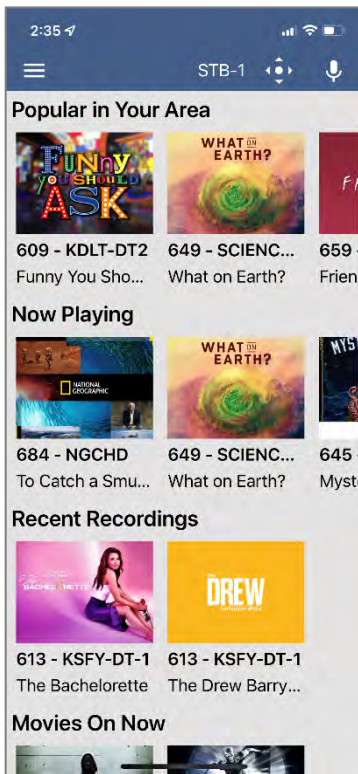 2:35
STB-1
Popular in Your Area
FUNNY
YOU SHOULD
ASK
WHAT ON
EARTH?
F
609 - KDLT-DT2
649 - SCIENC...
659 -
Funny You Sho...
What on Earth?
Frien
Now Playing
NATIONAL
GEOGRAPHIC
WHAT ON
EARTH?
MYS
684 - NGCHD
649 - SCIENC...
645 -
To Catch a Smu...
What on Earth?
Myst
Recent Recordings
BACHELORETTE
DREW
613 - KSFY-DT-1
613 - KSFY-DT-1
The Bachelorette
The Drew Barry...
Movies On Now